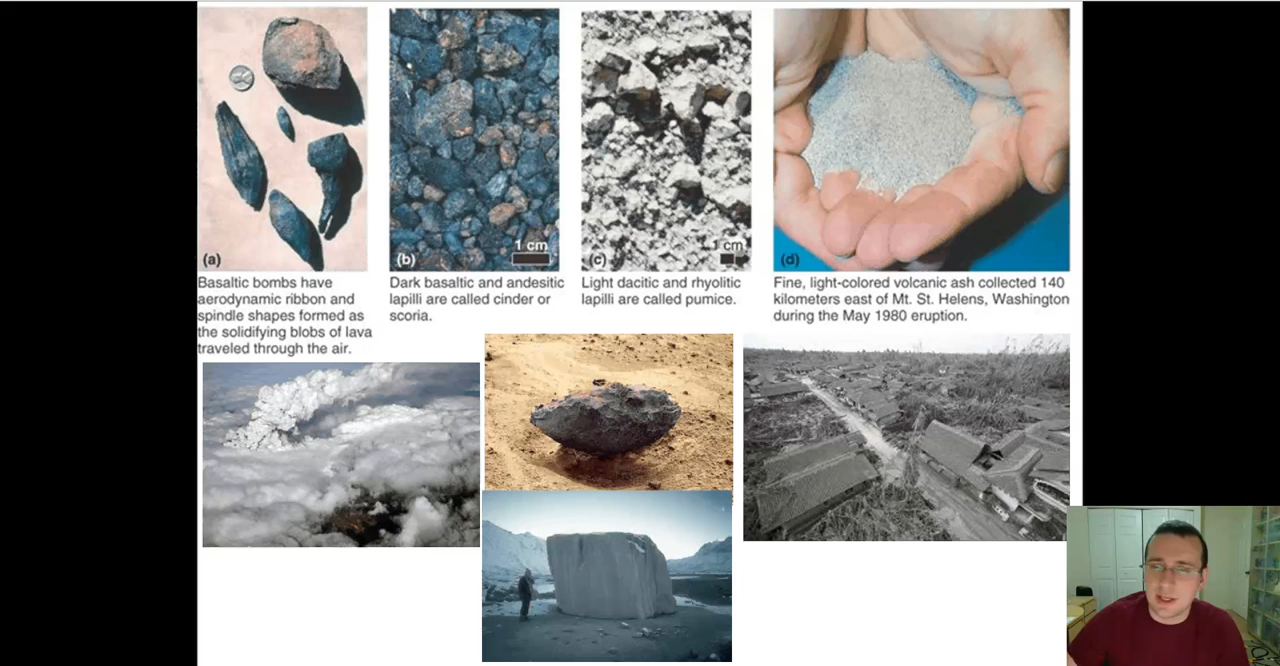 (a)
Basaltic bombs have
aerodynamic ribbon and
spindle shapes formed as
the solidifying blobs of lava
traveled through the air.
1 cm
(b)
Dark basaltic and andesitic
lapilli are called cinder or
scoria.
1 cm
(c)
Light dacitic and rhyolitic
lapilli are called pumice.
(d)
Fine, light-colored volcanic ash collected 140
kilometers east of Mt. St. Helens, Washington
during the May 1980 eruption.